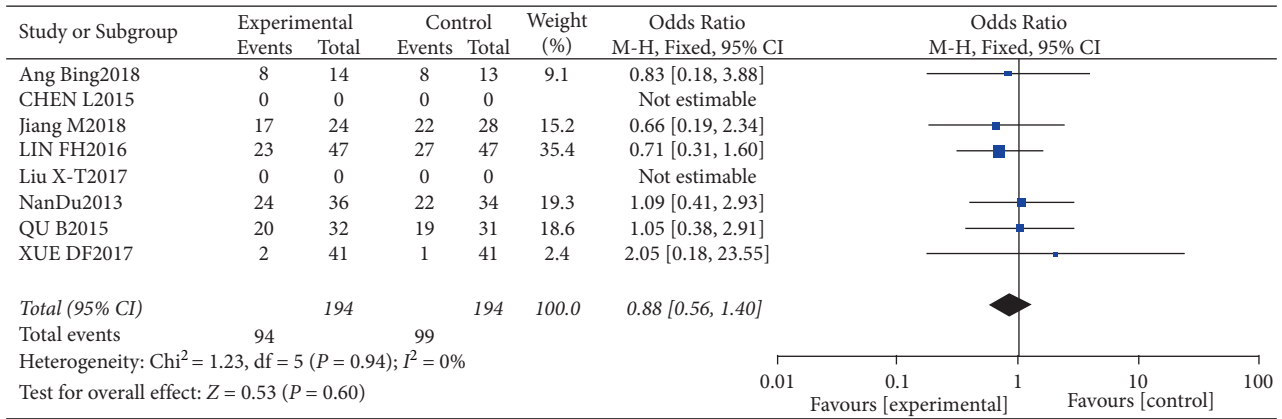 Study or Subgroup Experimental Control Weight Odds Ratio Odds Ratio
Events Total Events Total (%) M-H, Fixed, 95% CI M-H, Fixed, 95% CI
Ang Bing2018 8 14 8 13 9.1 0.83 [0.18, 3.88]
CHEN L2015 0 0 0 0 Not estimable
Jiang M2018 17 24 22 28 15.2 0.66 [0.19, 2.34]
LIN FH2016 23 47 27 47 35.4 0.71 [0.31, 1.60]
Liu X-T2017 0 0 0 0 Not estimable
NanDu2013 24 36 22 34 19.3 1.09 [0.41, 2.93]
QU B2015 20 32 19 31 18.6 1.05 [0.38, 2.91]
XUE DF2017 2 41 1 41 2.4 2.05 [0.18, 23.55]
Total (95% CI) 194 194 100.0 0.88 [0.56, 1.40]
Total events 94 99
Heterogeneity: Chi² = 1.23, df = 5 (P = 0.94); I² = 0%
Test for overall effect: Z = 0.53 (P = 0.60)
0.01 0.1 1 10 100
Favours [experimental] Favours [control]